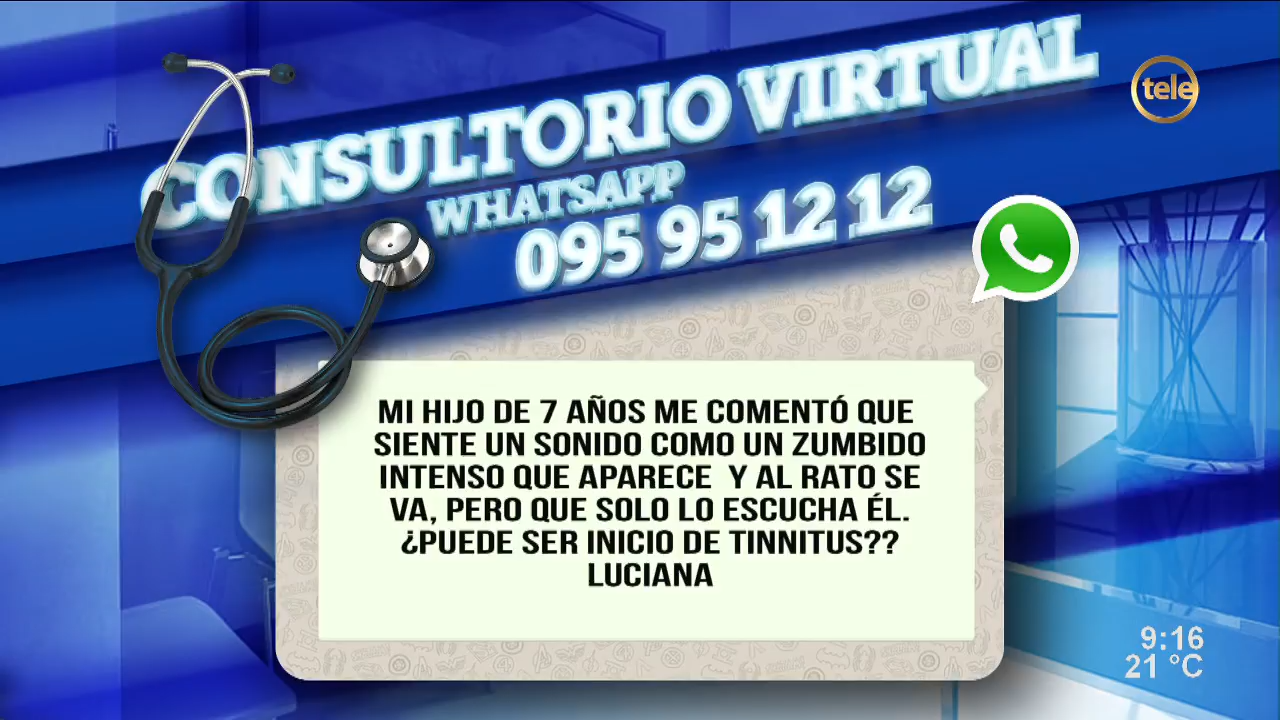 CONSULTORIO VIRTUAL
tele
WHATSAPP
095 95 12 12
MI HIJO DE 7 AÑOS ME COMENTÓ QUE
SIENTE UN SONIDO COMO UN ZUMBIDO
INTENSO QUE APARECE Y AL RATO SE
VA, PERO QUE SOLO LO ESCUCHA ÉL.
¿PUEDE SER INICIO DE TINNITUS??
LUCIANA
9:16
21 °C